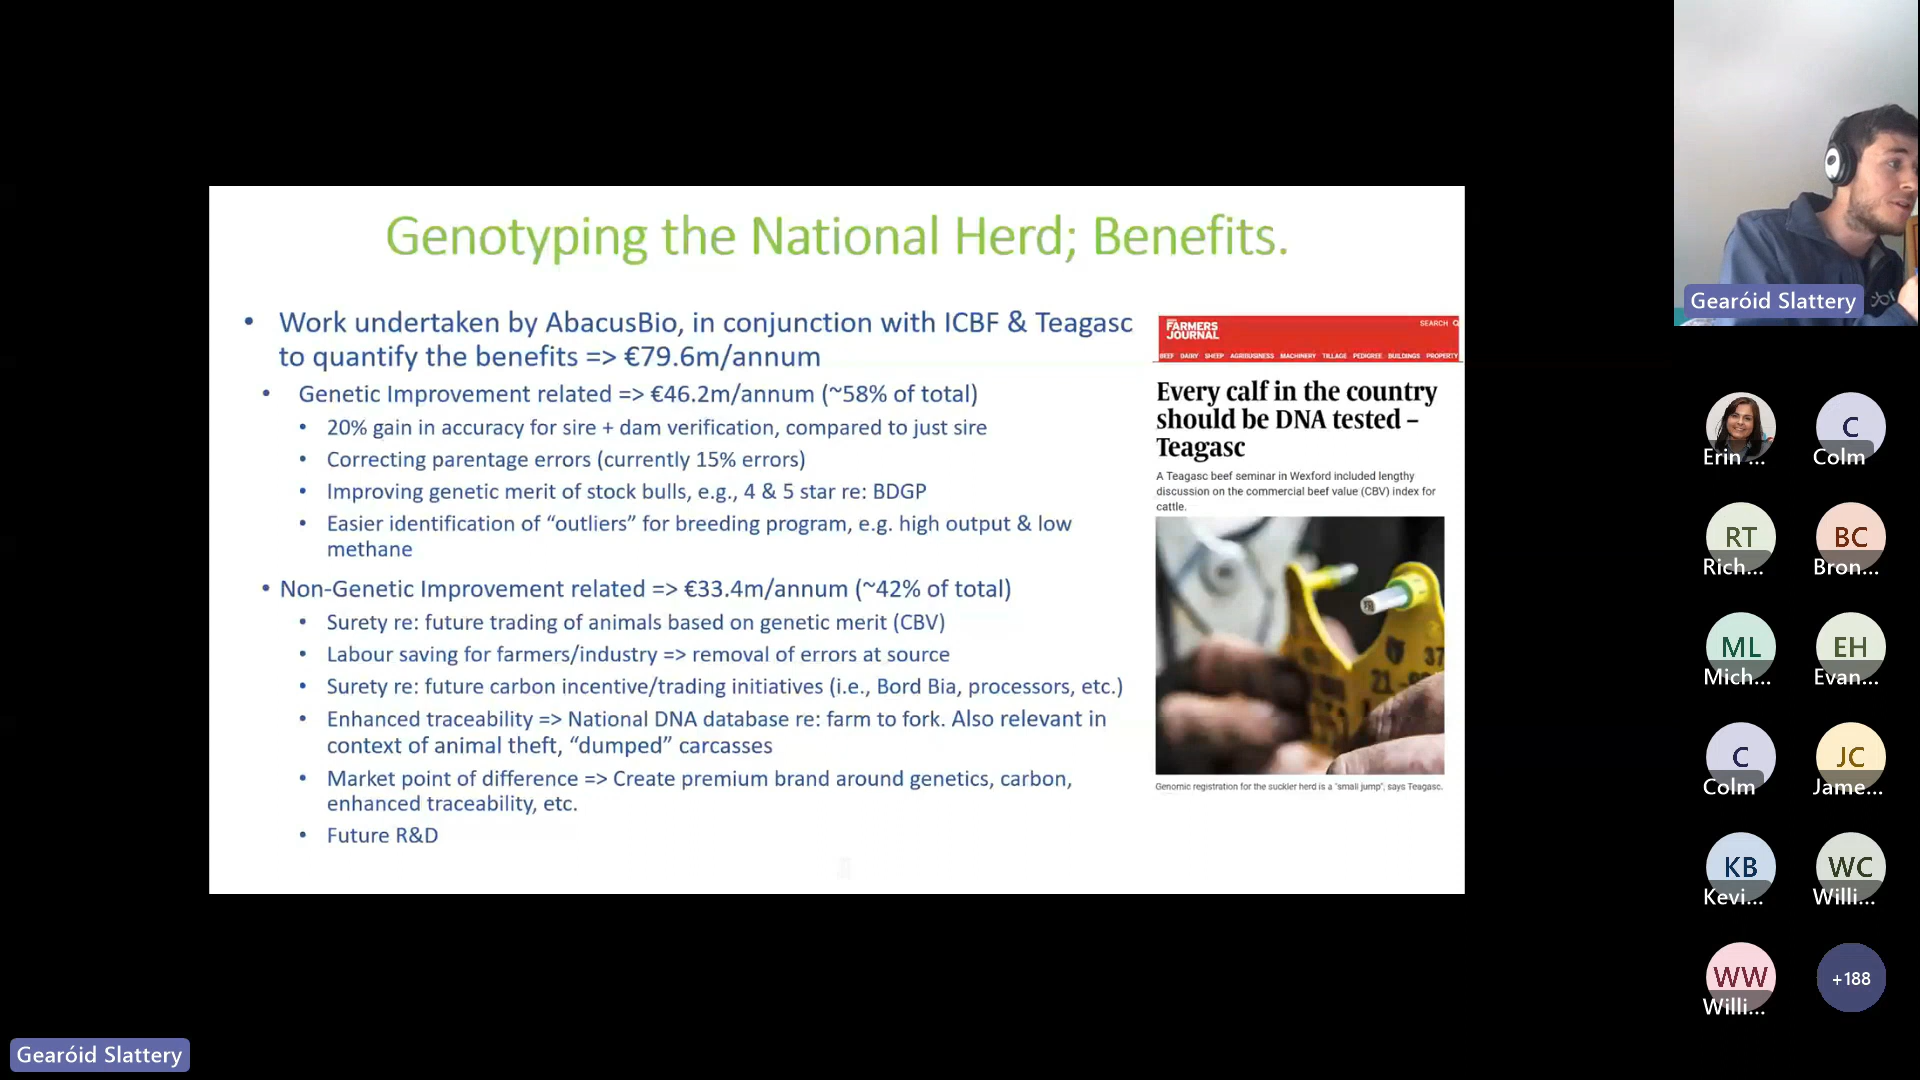 Genotyping the National Herd; Benefits.
• Work undertaken by AbacusBio, in conjunction with ICBF & Teagasc
to quantify the benefits => €79.6m/annum
• Genetic Improvement related => €46.2m/annum (~58% of total)
• 20% gain in accuracy for sire + dam verification, compared to just sire
• Correcting parentage errors (currently 15% errors)
• Improving genetic merit of stock bulls, e.g., 4 & 5 star re: BDGP
• Easier identification of “outliers” for breeding program, e.g. high output & low
methane
• Non-Genetic Improvement related => €33.4m/annum (~42% of total)
• Surety re: future trading of animals based on genetic merit (CBV)
• Labour saving for farmers/industry => removal of errors at source
• Surety re: future carbon incentive/trading initiatives (i.e., Bord Bia, processors, etc.)
• Enhanced traceability => National DNA database re: farm to fork. Also relevant in
context of animal theft, “dumped” carcasses
• Market point of difference => Create premium brand around genetics, carbon,
enhanced traceability, etc.
• Future R&D
FARMERS
JOURNAL
SEARCH
BEEF DAIRY SHEEP AGRIBUSINESS MACHINERY TILLAGE PEDIGREE BUILDINGS PROPERTY
Every calf in the country
should be DNA tested –
Teagasc
A Teagasc beef seminar in Wexford included lengthy
discussion on the commercial beef value (CBV) index for
cattle.
37
Genomic registration for the suckler herd is a "small jump", says Teagasc.
Gearóid Slattery
Erin ...
C
Colm
RT
Rich...
BC
Bron...
ML
Mich...
EH
Evan...
C
Colm
JC
Jame...
KB
Kevi...
WC
Willi...
WW
Willi...
+188
Gearóid Slattery